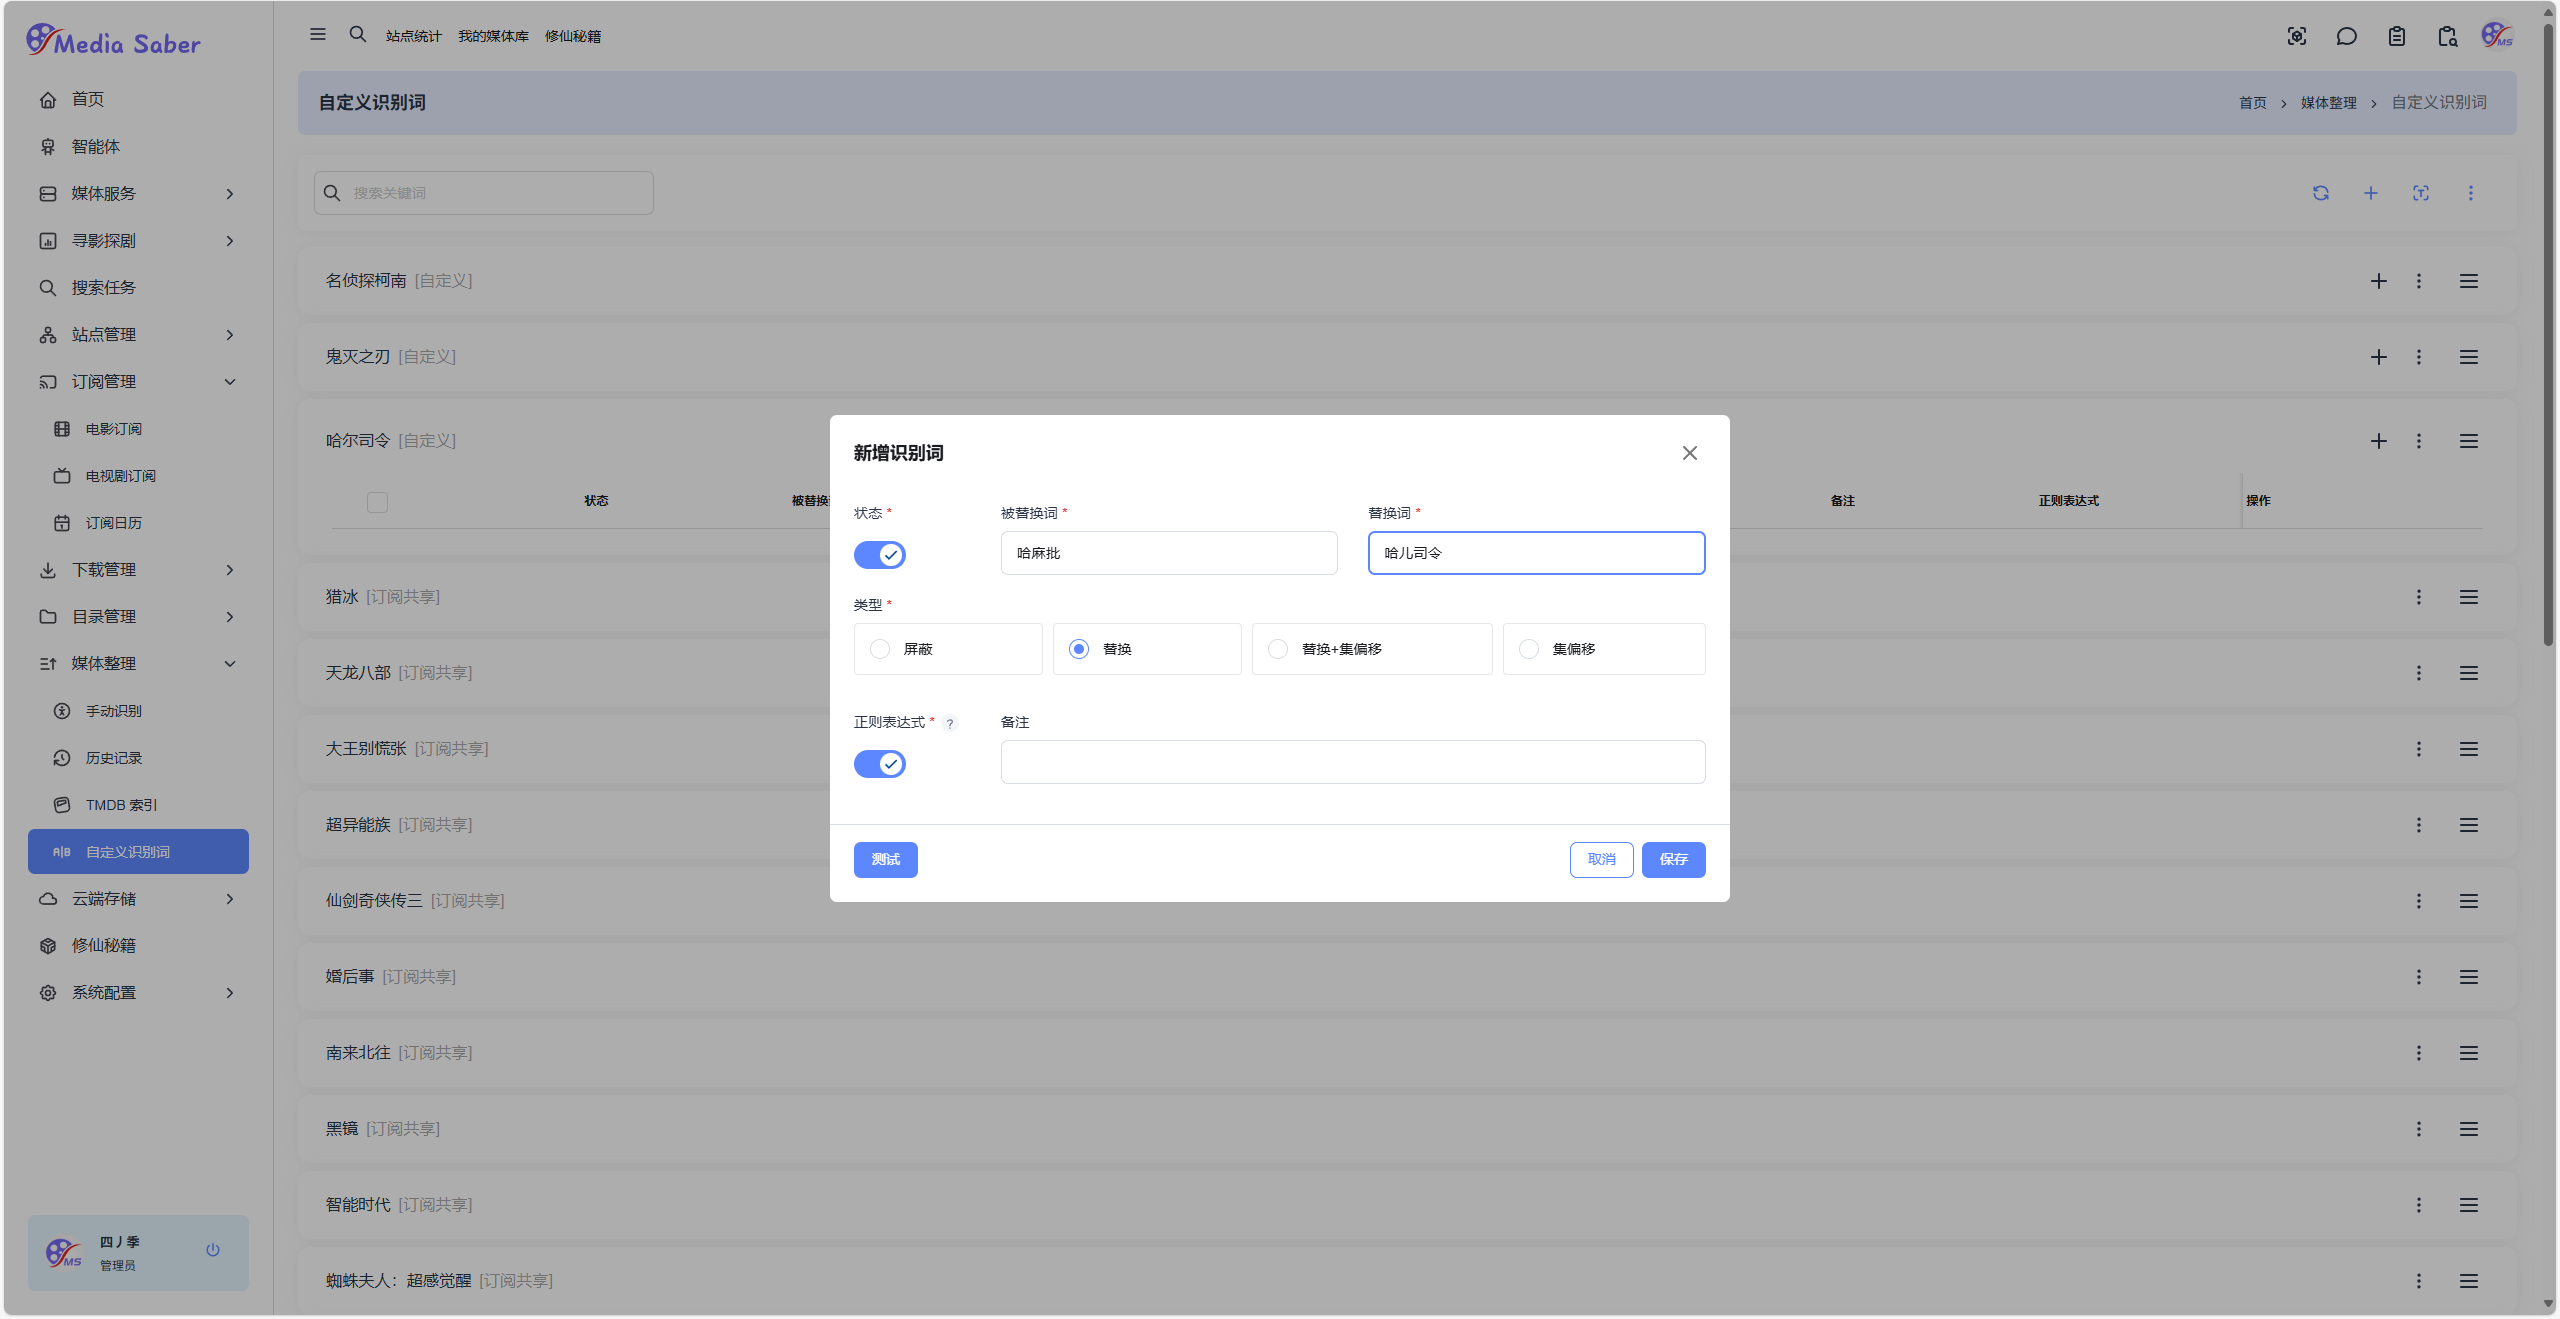 Media Saber
首页
智能体
媒体服务
寻影探剧
搜索任务
站点管理
订阅管理
电影订阅
电视剧订阅
订阅日历
下载管理
目录管理
媒体整理
手动识别
历史记录
TMDB 索引
A|B 自定义识别词
云端存储
修仙秘籍
系统配置
MS
四丿季
管理员
站点统计 我的媒体库 修仙秘籍
MS
自定义识别词
首页 > 媒体整理 > 自定义识别词
搜索关键词
名侦探柯南 [自定义]
鬼灭之刃 [自定义]
哈尔司令 [自定义]
状态 被替换 备注 正则表达式 操作
猎冰 [订阅共享]
天龙八部 [订阅共享]
大王别慌张 [订阅共享]
超异能族 [订阅共享]
仙剑奇侠传三 [订阅共享]
婚后事 [订阅共享]
南来北往 [订阅共享]
黑镜 [订阅共享]
智能时代 [订阅共享]
蜘蛛夫人：超感觉醒 [订阅共享]
新增识别词
状态 * 被替换词 * 替换词 *
哈麻批 哈儿司令
类型 *
屏蔽 替换 替换+集偏移 集偏移
正则表达式 * ? 备注
测试 取消 保存